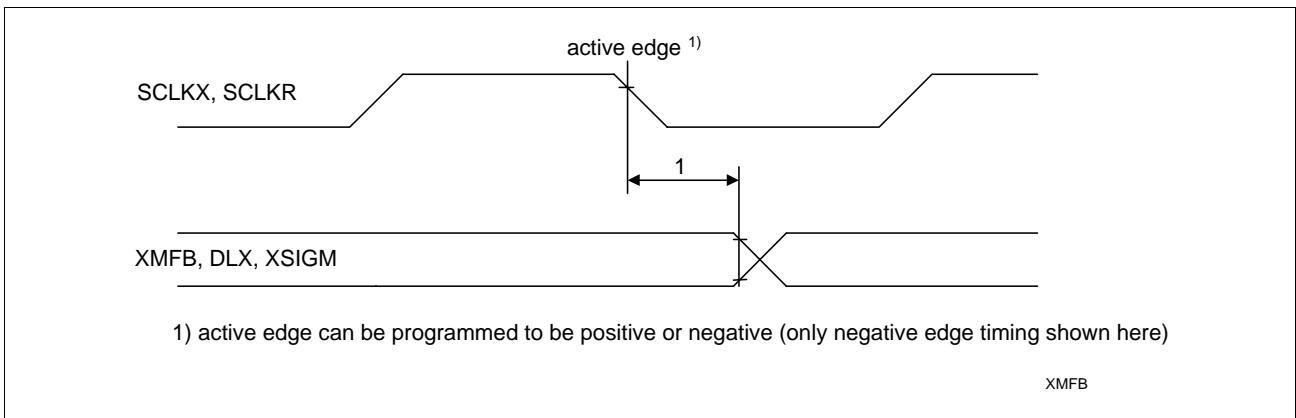 active edge 1)
SCLKX, SCLKR
1
XMFB, DLX, XSIGM
1) active edge can be programmed to be positive or negative (only negative edge timing shown here)
XMFB